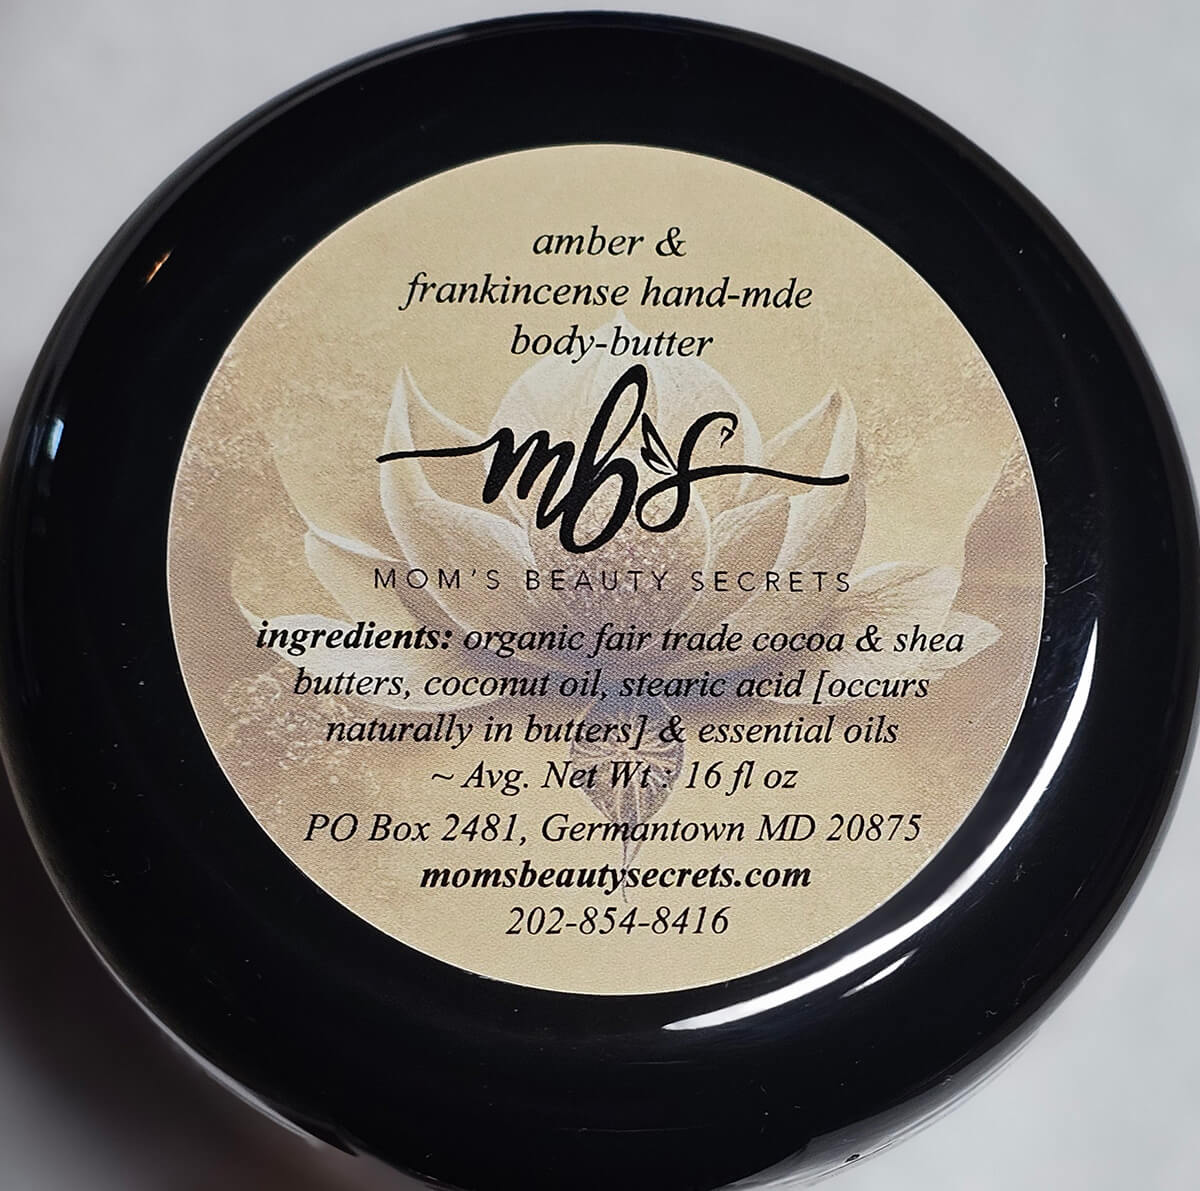 amber &
frankincense hand-mde
body-butter
mbs
MOM'S BEAUTY SECRETS
ingredients: organic fair trade cocoa & shea
butters, coconut oil, stearic acid [occurs
naturally in butters] & essential oils
~ Avg. Net Wt : 16 fl oz
PO Box 2481, Germantown MD 20875
momsbeautysecrets.com
202-854-8416